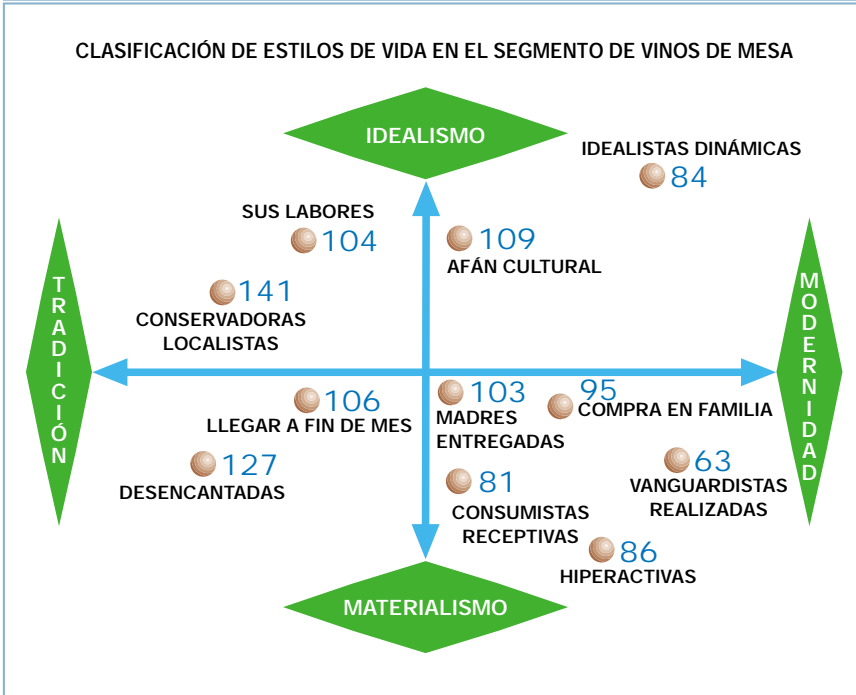 CLASIFICACIÓN DE ESTILOS DE VIDA EN EL SEGMENTO DE VINOS DE MESA
IDEALISMO
IDEALISTAS DINÁMICAS
84
SUS LABORES
104
109
AFÁN CULTURAL
141
CONSERVADORAS
LOCALISTAS
TRADICIÓN
MODERNIDAD
106
LLEGAR A FIN DE MES
103
MADRES
ENTREGADAS
95
COMPRA EN FAMILIA
127
DESENCANTADAS
81
CONSUMISTAS
RECEPTIVAS
63
VANGUARDISTAS
REALIZADAS
86
HIPERACTIVAS
MATERIALISMO